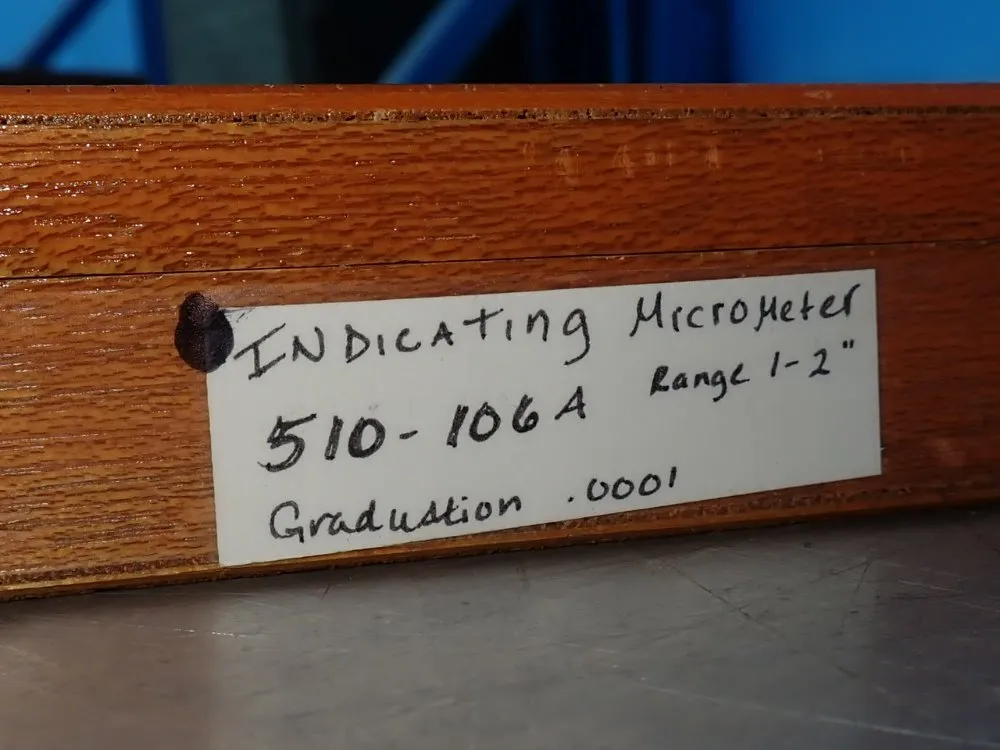 INDICATing MicroMeter
Range 1-2"
510-106A
Graduation .0001